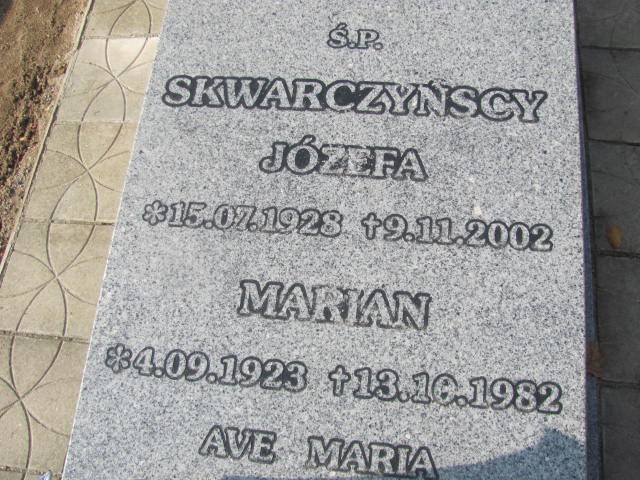 Ś.P.
SKWARCZYŃSCY
JÓZEFA
*15.07.1928 †9.11.2002
MARIAN
*4.09.1923 †13.10.1982
AVE MARIA